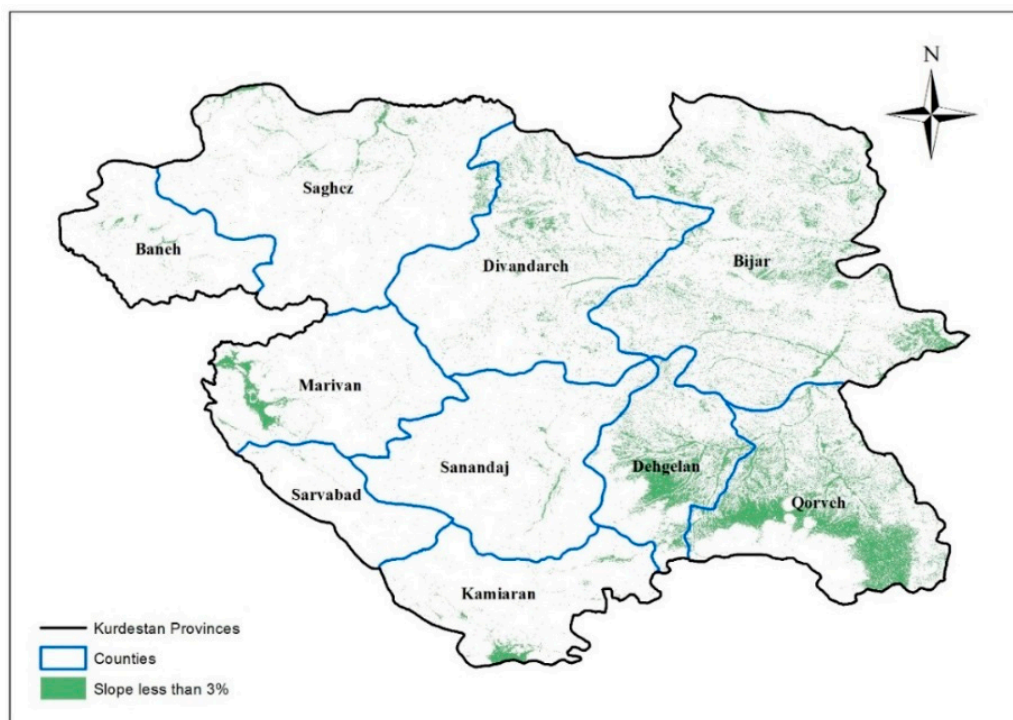 N
Saghez
Baneh
Divandareh
Bijar
Marivan
Dehgelan
Sanandaj
Sarvabad
Qorveh
Kamiaran
Kurdestan Provinces
Counties
Slope less than 3%